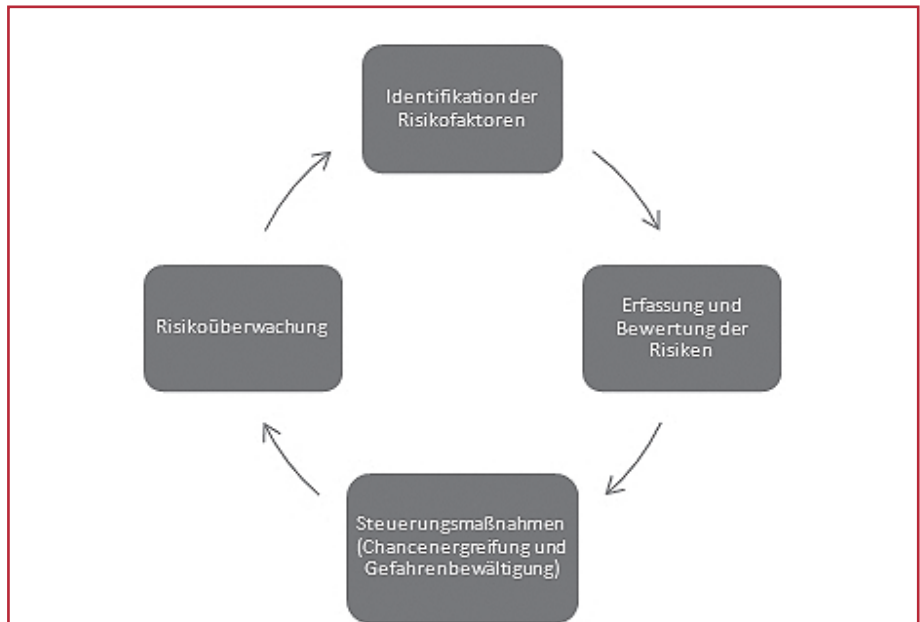 Identifikation der
Risikofaktoren
Erfassung und
Bewertung der
Risiken
Steuerungsmaßnahmen
(Chancenergreifung und
Gefahrenbewältigung)
Risikoüberwachung